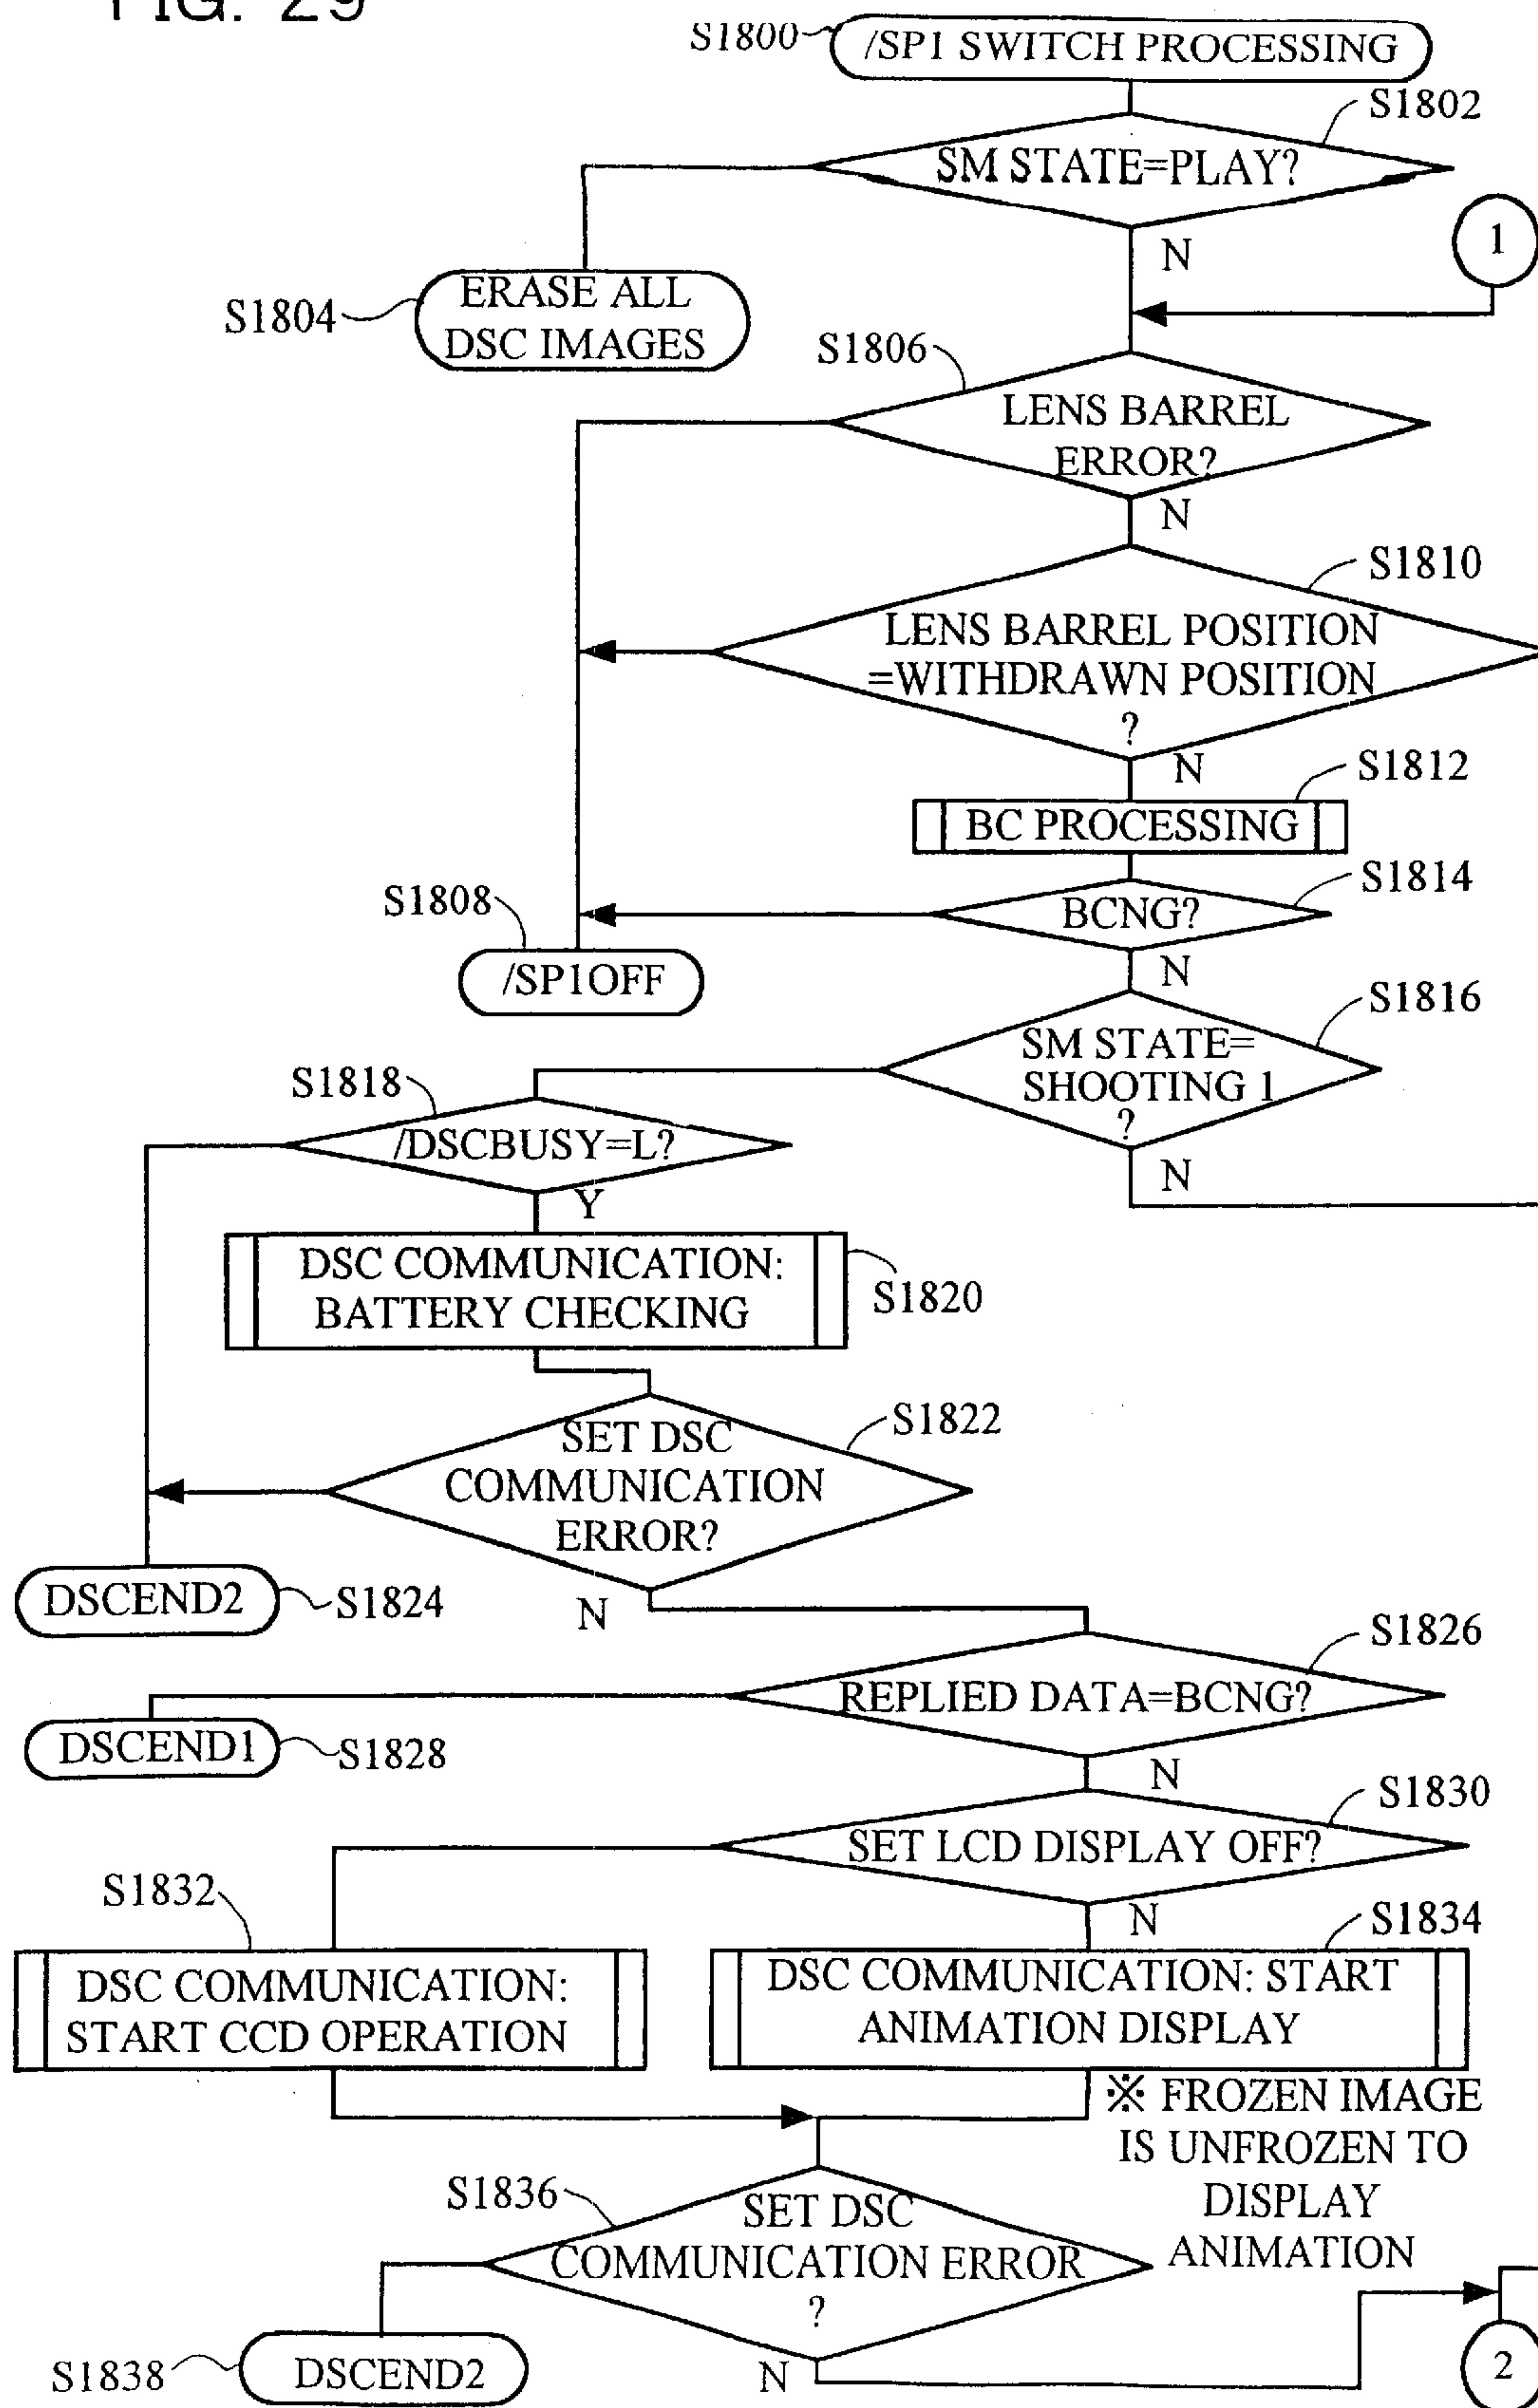 FIG. 29
S1800
/SP1 SWITCH PROCESSING
S1802
SM STATE=PLAY?
N
1
S1804
ERASE ALL
DSC IMAGES
S1806
LENS BARREL
ERROR?
N
S1810
LENS BARREL POSITION
=WITHDRAWN POSITION
?
N
S1812
BC PROCESSING
S1814
BCNG?
S1808
/SP1OFF
N
S1816
SM STATE=
SHOOTING 1
?
N
S1818
/DSCBUSY=L?
Y
DSC COMMUNICATION:
BATTERY CHECKING
S1820
S1822
SET DSC
COMMUNICATION
ERROR?
DSCEND2
S1824
N
S1826
REPLIED DATA=BCNG?
DSCEND1
S1828
N
S1830
SET LCD DISPLAY OFF?
S1832
N
S1834
DSC COMMUNICATION:
START CCD OPERATION
DSC COMMUNICATION: START
ANIMATION DISPLAY
※ FROZEN IMAGE
IS UNFROZEN TO
DISPLAY
ANIMATION
S1836
SET DSC
COMMUNICATION ERROR
?
S1838
DSCEND2
N
2